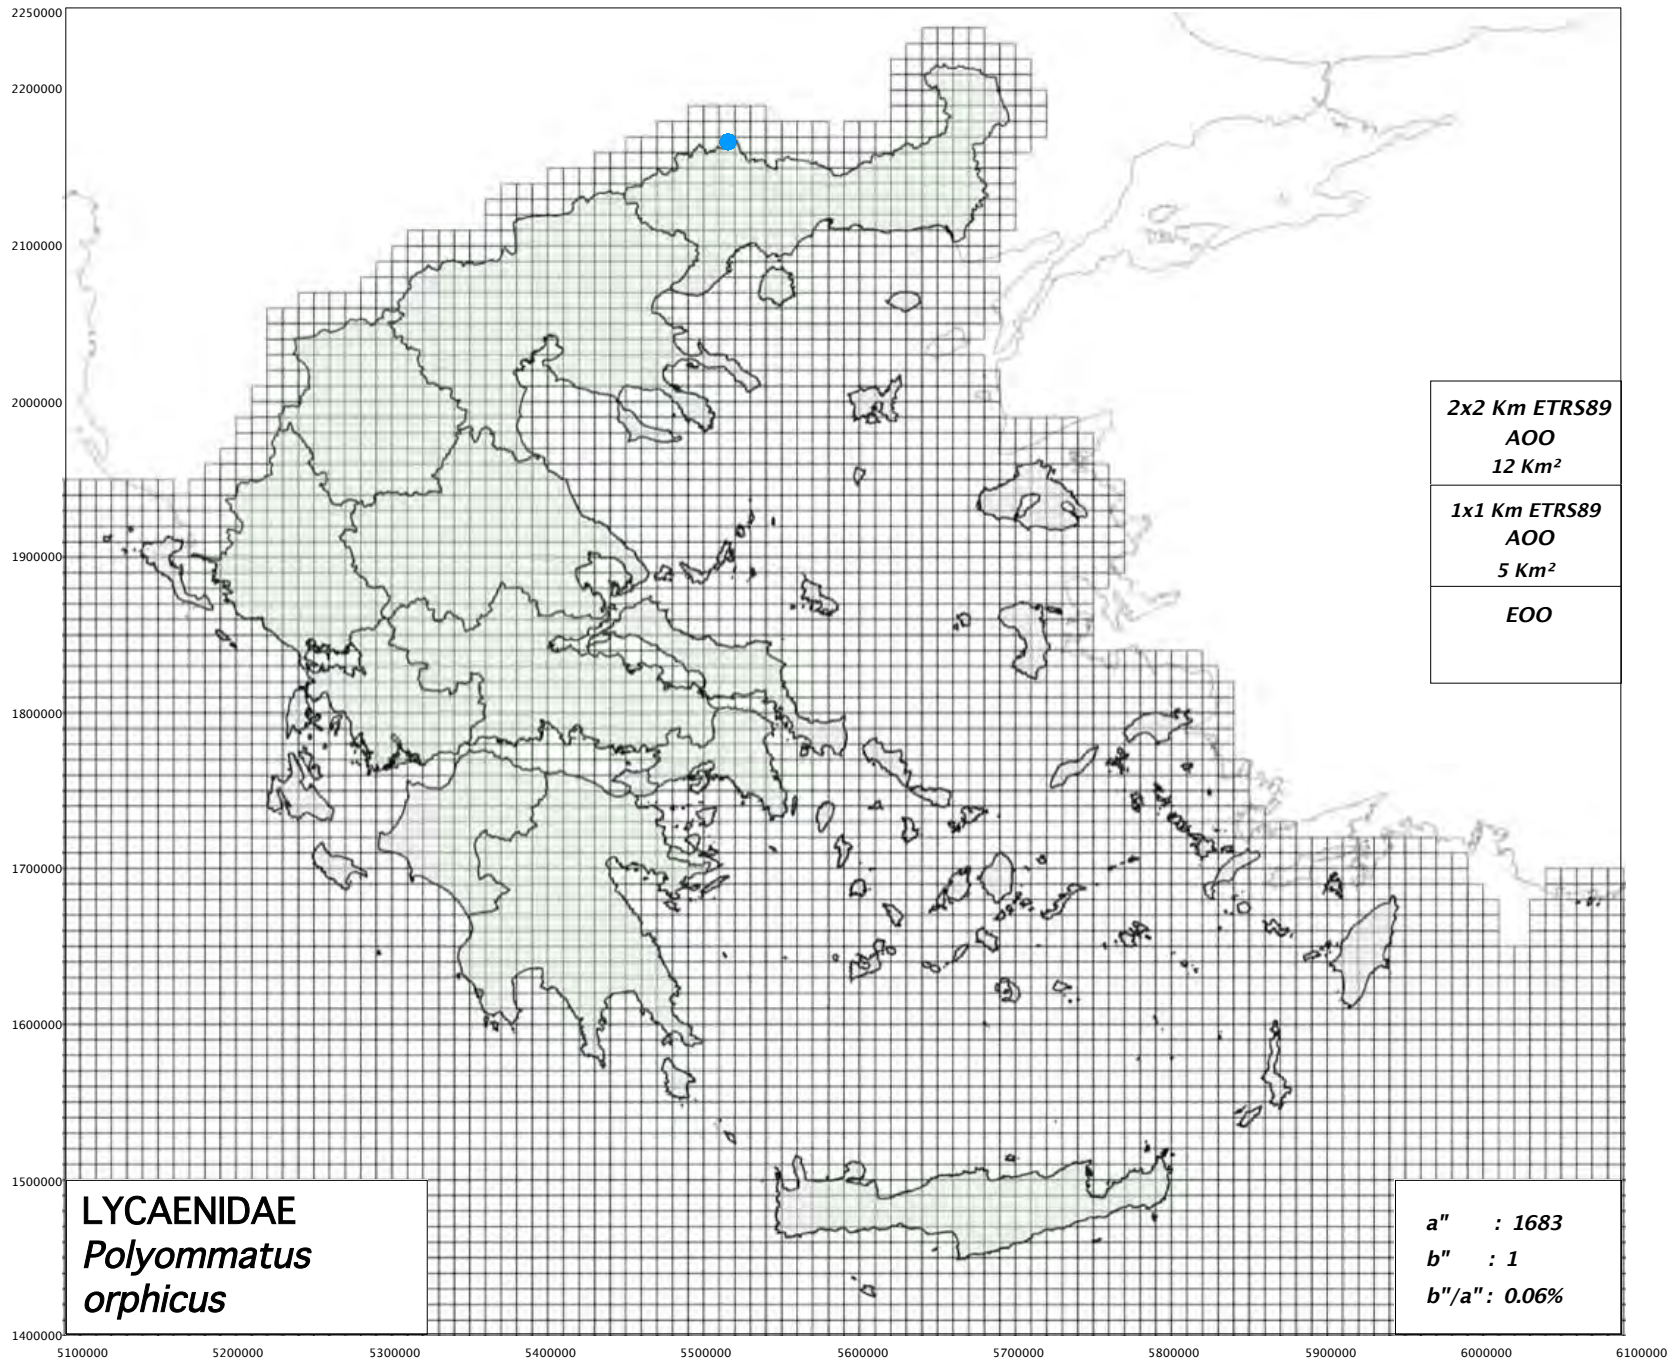 2250000
2200000
2100000
2000000
1900000
1800000
1700000
1600000
1500000
1400000
2x2 Km ETRS89
AOO
12 Km²
1x1 Km ETRS89
AOO
5 Km²
EOO
LYCAENIDAE
Polyommatus
orphicus
a" : 1683
b" : 1
b"/a" : 0.06%
5100000 5200000 5300000 5400000 5500000 5600000 5700000 5800000 5900000 6000000 6100000